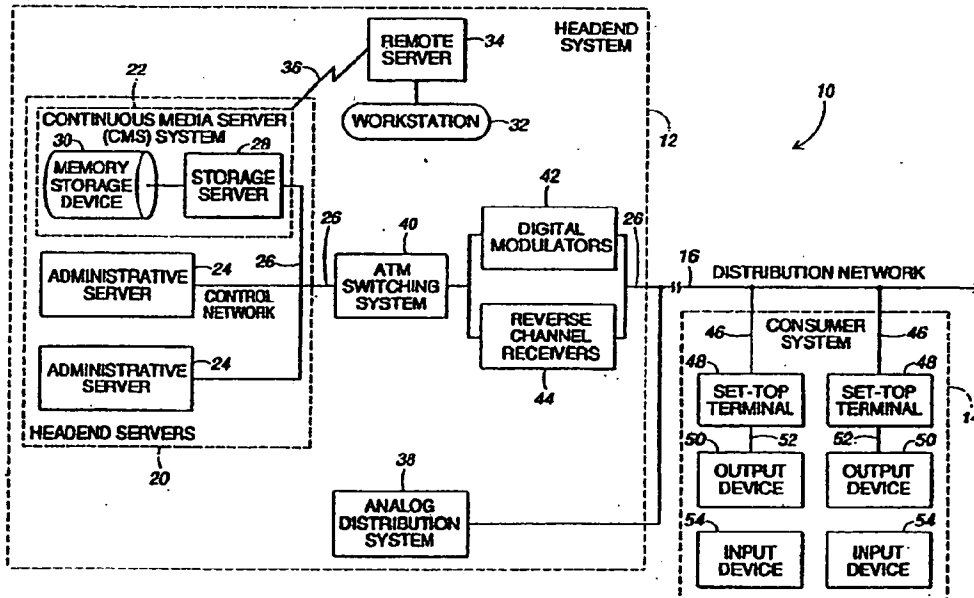 HEADEND
SYSTEM
REMOTE
SERVER
34
36
WORKSTATION
32
12
10
22
CONTINUOUS MEDIA SERVER
(CMS) SYSTEM
30
28
MEMORY
STORAGE
DEVICE
STORAGE
SERVER
42
DIGITAL
MODULATORS
26
26
40
ATM
SWITCHING
SYSTEM
26
ADMINISTRATIVE
SERVER
24
CONTROL
NETWORK
REVERSE
CHANNEL
RECEIVERS
44
ADMINISTRATIVE
SERVER
24
HEADEND SERVERS
20
38
ANALOG
DISTRIBUTION
SYSTEM
16
DISTRIBUTION NETWORK
CONSUMER
SYSTEM
46
46
48
48
SET-TOP
TERMINAL
SET-TOP
TERMINAL
14
50
52
52
50
OUTPUT
DEVICE
OUTPUT
DEVICE
54
54
INPUT
DEVICE
INPUT
DEVICE